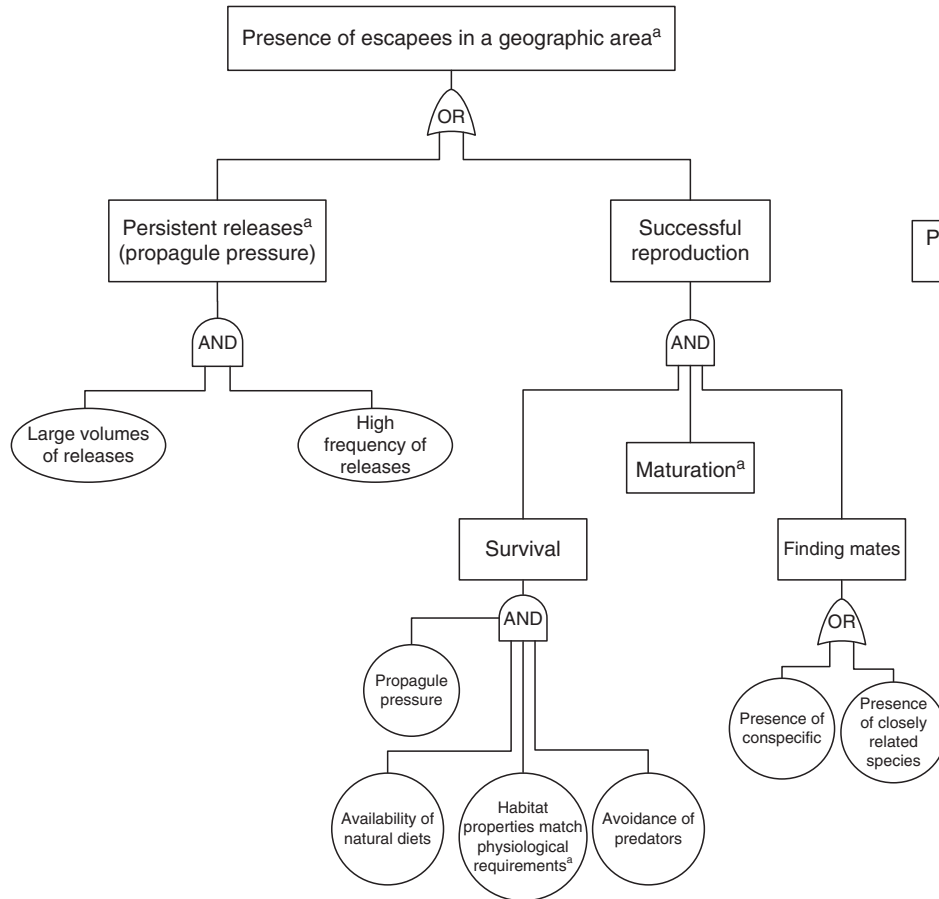 Presence of escapees in a geographic areaᵃ
OR
Persistent releasesᵃ
(propagule pressure)
Successful
reproduction
P
AND
AND
Large volumes
of releases
High
frequency of
releases
Maturationᵃ
Survival
Finding mates
AND
OR
Propagule
pressure
Presence of
conspecific
Presence
of closely
related
species
Availability of
natural diets
Habitat
properties match
physiological
requirementsᵃ
Avoidance of
predators